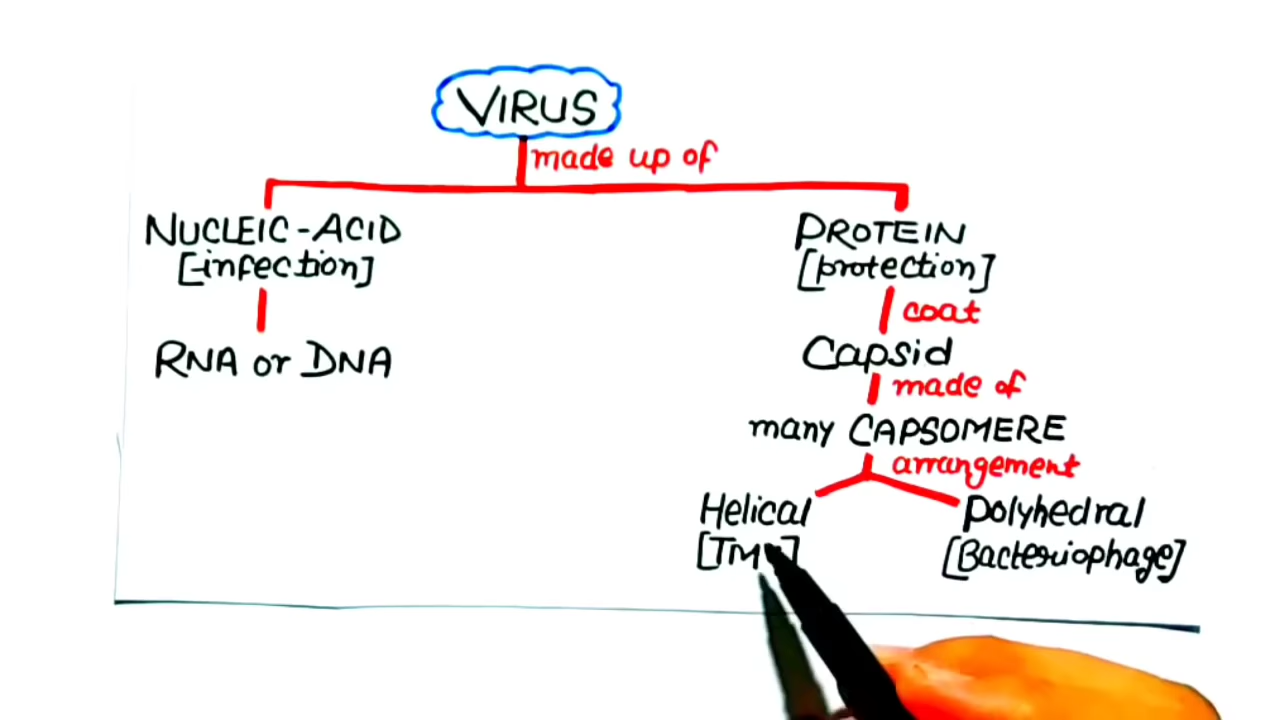 VIRUS
made up of
NUCLEIC-ACID
[infection]
RNA or DNA
PROTEIN
[protection]
coat
Capsid
made of
many CAPSOMERE
arrangement
Helical
Polyhedral
[Bacteriophage]